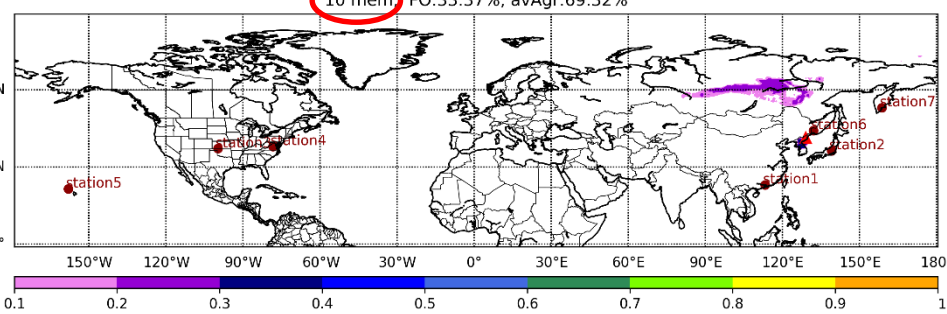 10 mem, FO:55.57%, avAgr:69.32%
station7
station6
station4
station2
station1
station5
150°W 120°W 90°W 60°W 30°W 0° 30°E 60°E 90°E 120°E 150°E 180
0.1 0.2 0.3 0.4 0.5 0.6 0.7 0.8 0.9 1